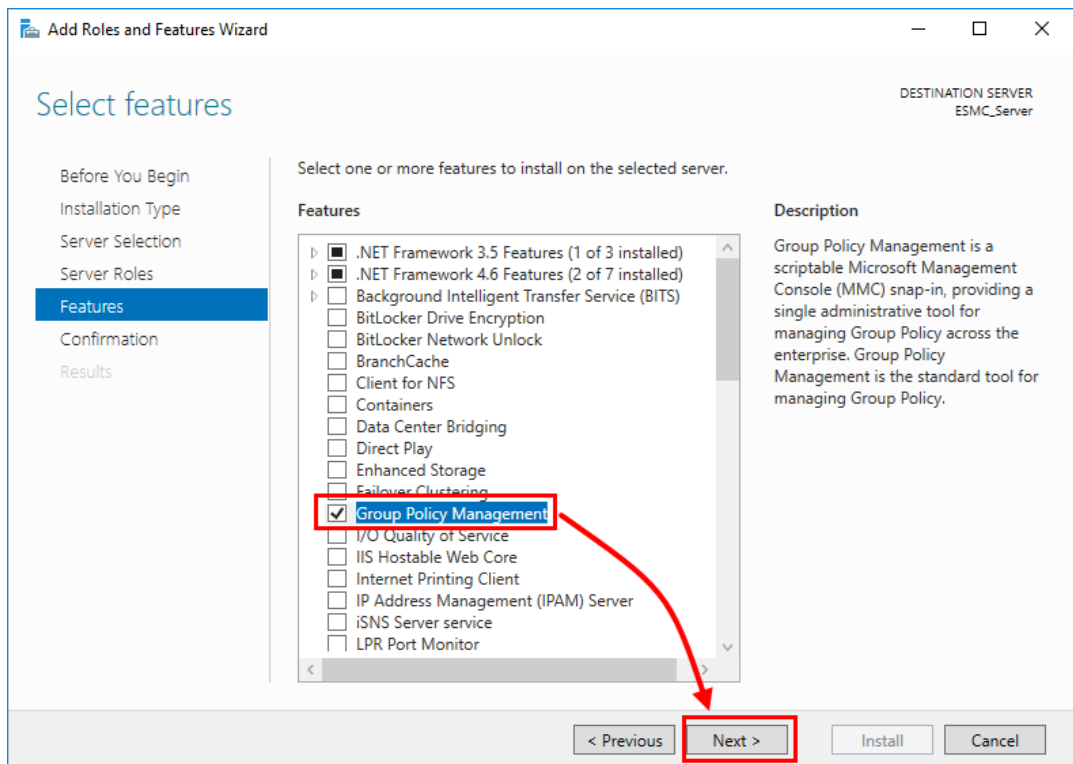 Add Roles and Features Wizard
Select features
DESTINATION SERVER
ESMC_Server
Before You Begin
Installation Type
Server Selection
Server Roles
Features
Confirmation
Results
Select one or more features to install on the selected server.
Features
.NET Framework 3.5 Features (1 of 3 installed)
.NET Framework 4.6 Features (2 of 7 installed)
Background Intelligent Transfer Service (BITS)
BitLocker Drive Encryption
BitLocker Network Unlock
BranchCache
Client for NFS
Containers
Data Center Bridging
Direct Play
Enhanced Storage
Failover Clustering
Group Policy Management
I/O Quality of Service
IIS Hostable Web Core
Internet Printing Client
IP Address Management (IPAM) Server
iSNS Server service
LPR Port Monitor
Description
Group Policy Management is a
scriptable Microsoft Management
Console (MMC) snap-in, providing a
single administrative tool for
managing Group Policy across the
enterprise. Group Policy
Management is the standard tool for
managing Group Policy.
< Previous
Next >
Install
Cancel